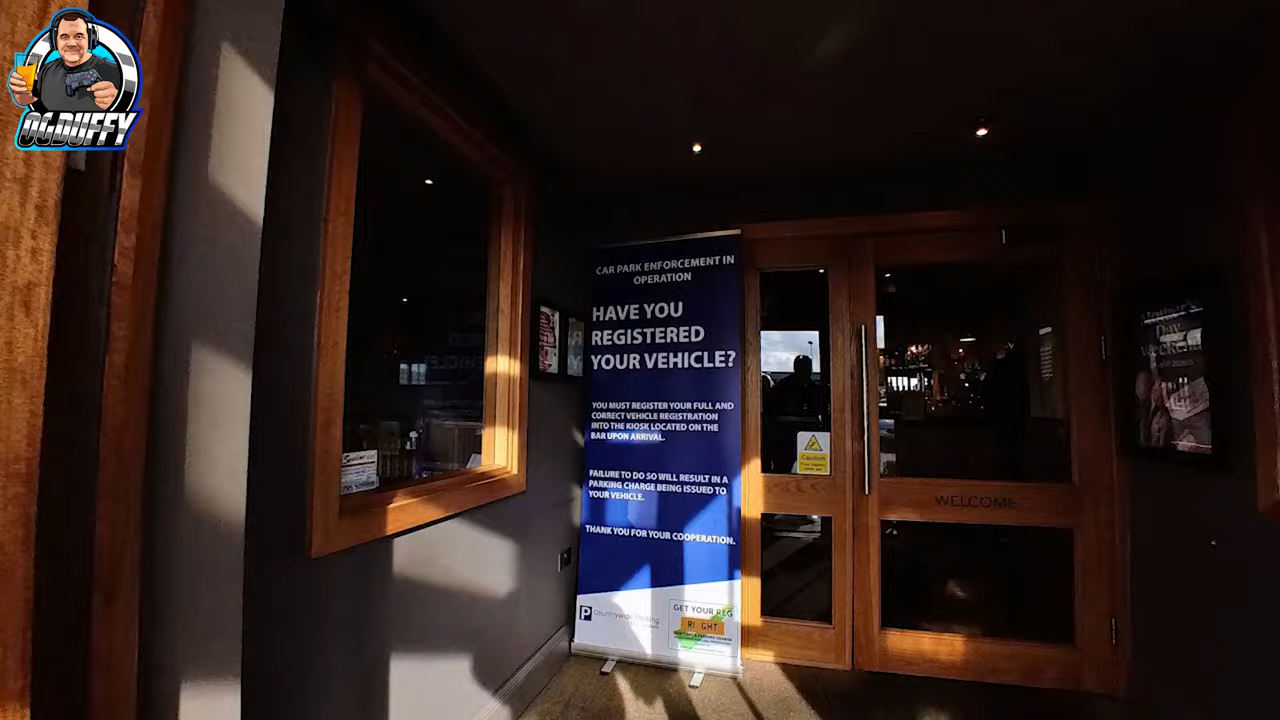 OGDUFFY
CAR PARK ENFORCEMENT IN
OPERATION
HAVE YOU
REGISTERED
YOUR VEHICLE?
YOU MUST REGISTER YOUR FULL AND
CORRECT VEHICLE REGISTRATION
INTO THE KIOSK LOCATED ON THE
BAR UPON ARRIVAL.
FAILURE TO DO SO WILL RESULT IN A
PARKING CHARGE BEING ISSUED TO
YOUR VEHICLE.
THANK YOU FOR YOUR COOPERATION.
P Countrywide Parking
GET YOUR REG
RIGHT
Caution
WELCOME
Day